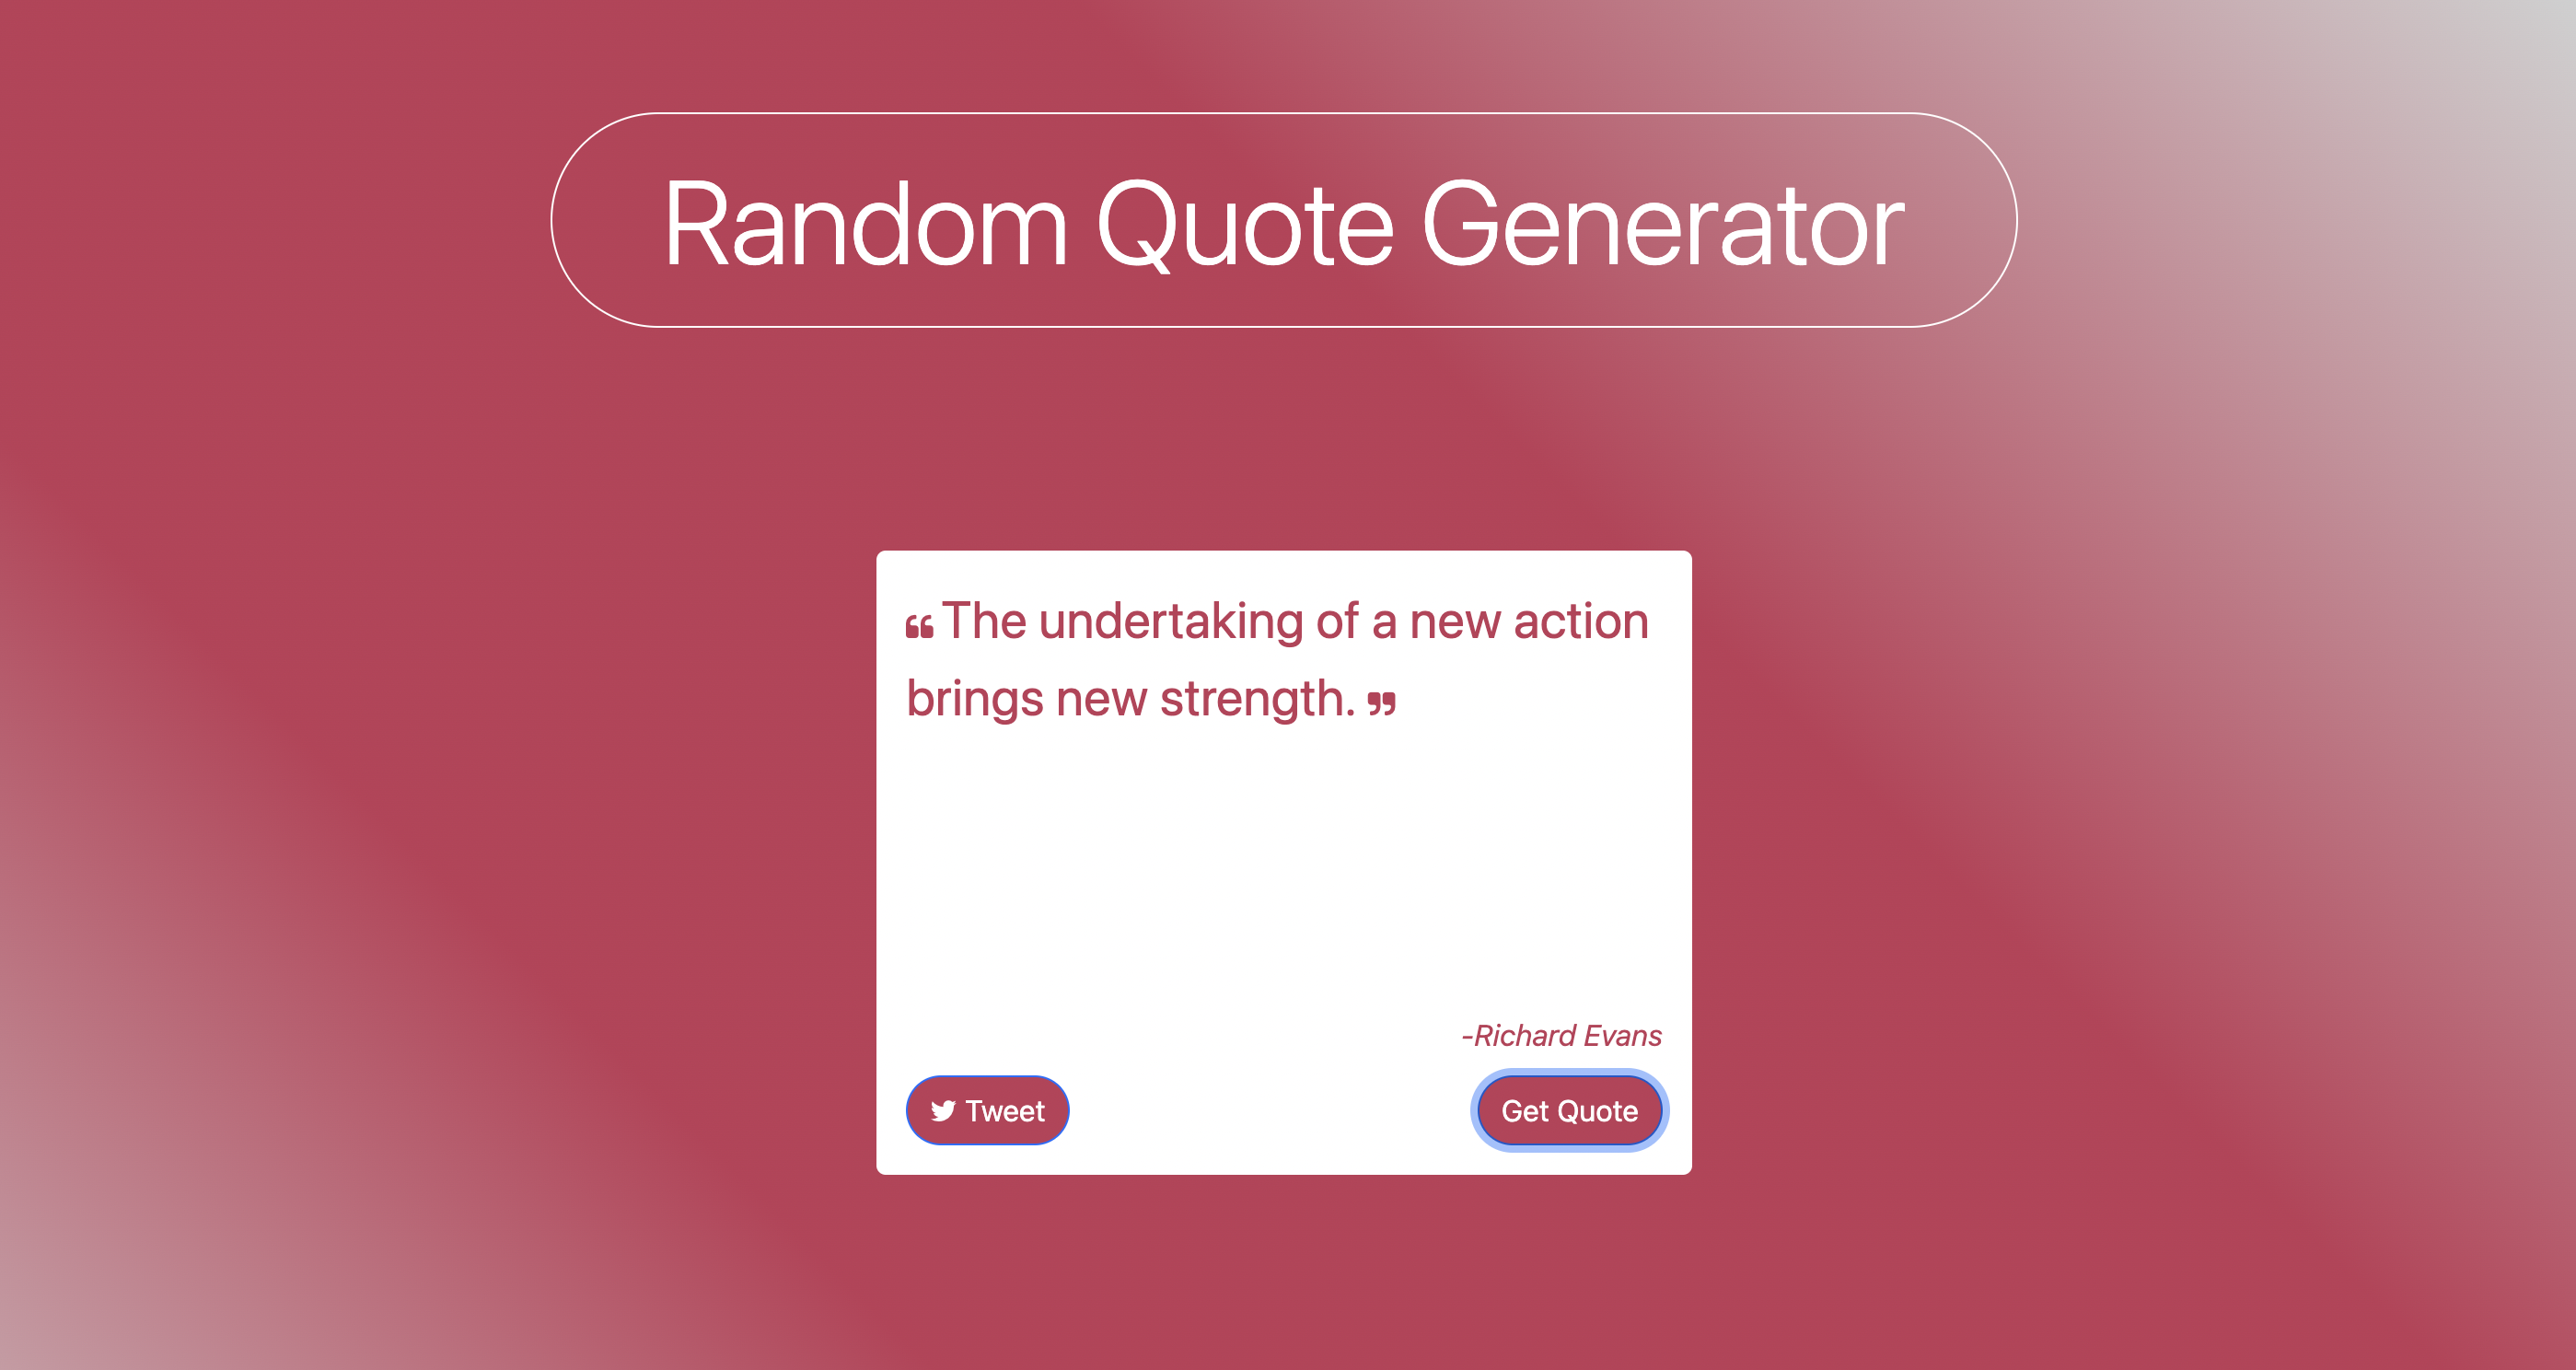 Random Quote Generator
“The undertaking of a new action
brings new strength. ”
-Richard Evans
Tweet
Get Quote